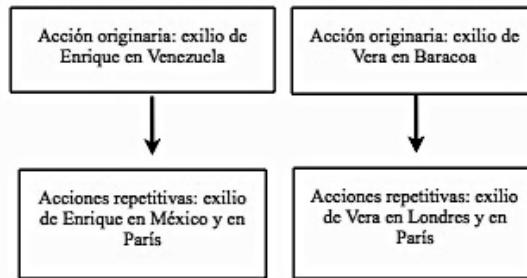 Acción originaria: exilio de
Enrique en Venezuela
Acción originaria: exilio de
Vera en Baracoa
Acciones repetitivas: exilio
de Enrique en México y en
París
Acciones repetitivas: exilio
de Vera en Londres y en
París